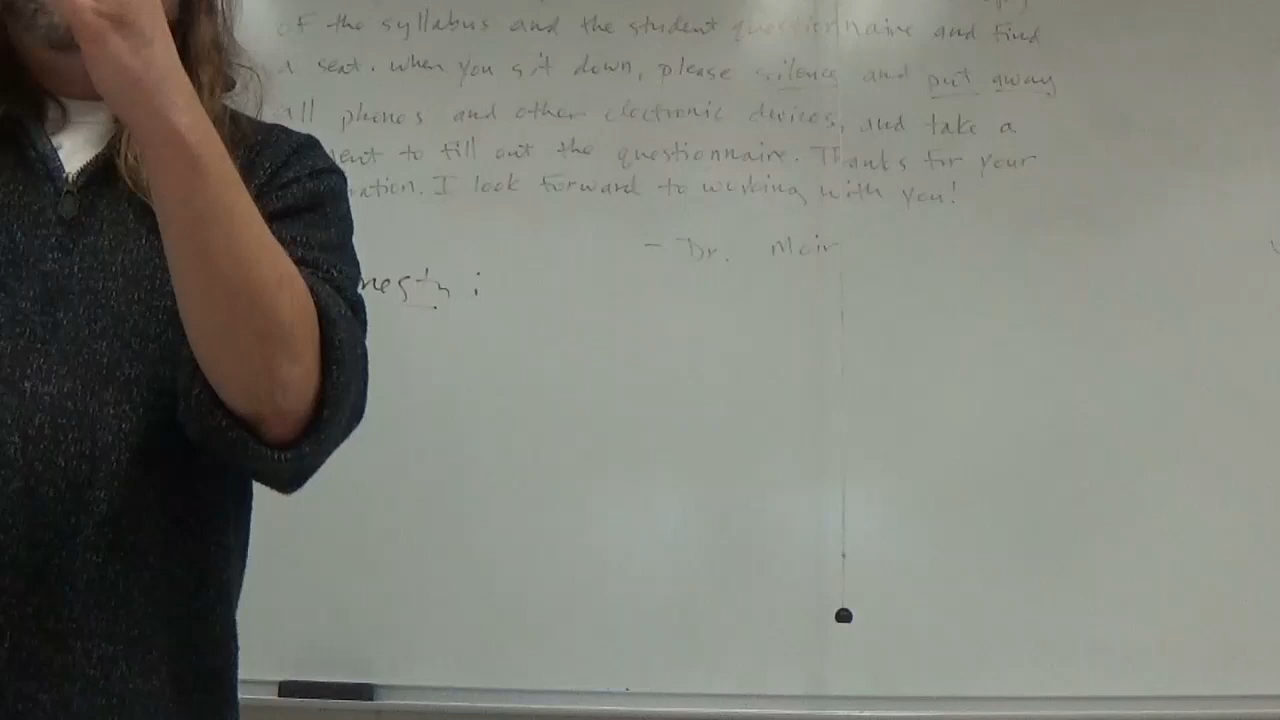 of the syllabus and the student questionnaire and find
a seat. When you sit down, please silence and put away
all phones and other electronic devices, and take a
to fill out the questionnaire. Thanks for your
I look forward to working with you!
- Dr.